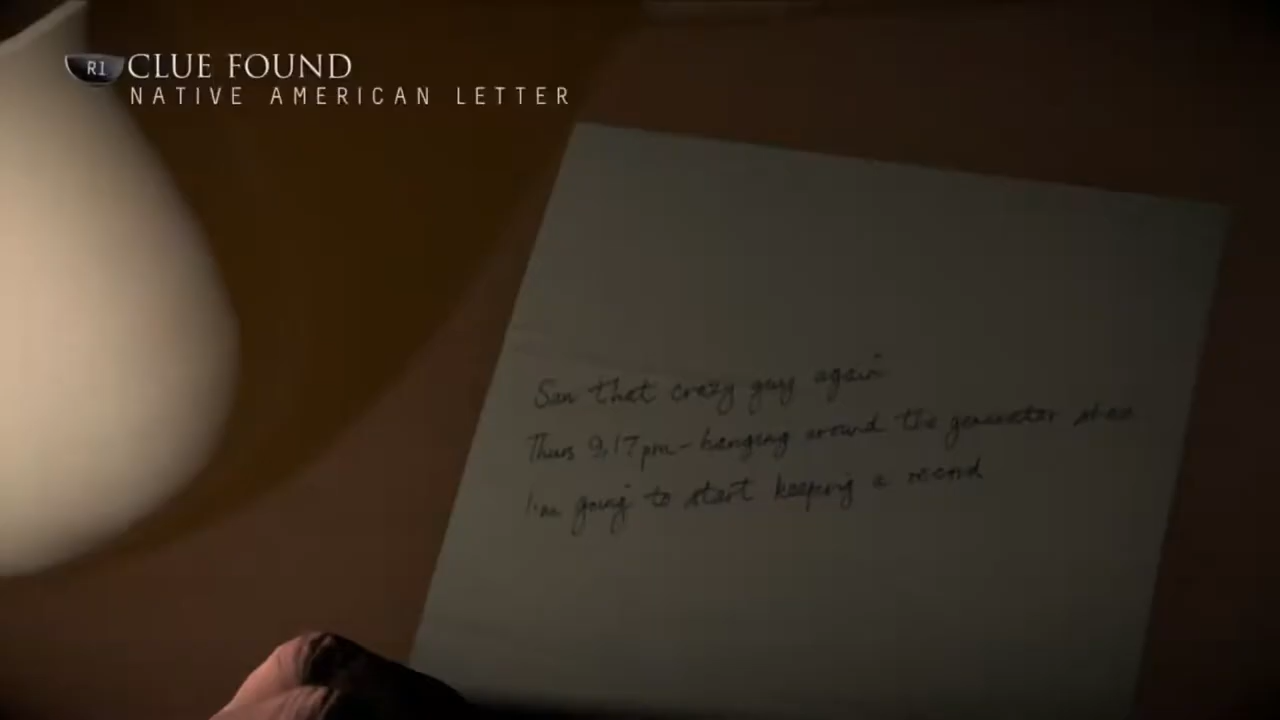 R1 CLUE FOUND
NATIVE AMERICAN LETTER
Saw that crazy guy again
Thurs 9.17pm - hanging around the generator
I'm going to start keeping a record